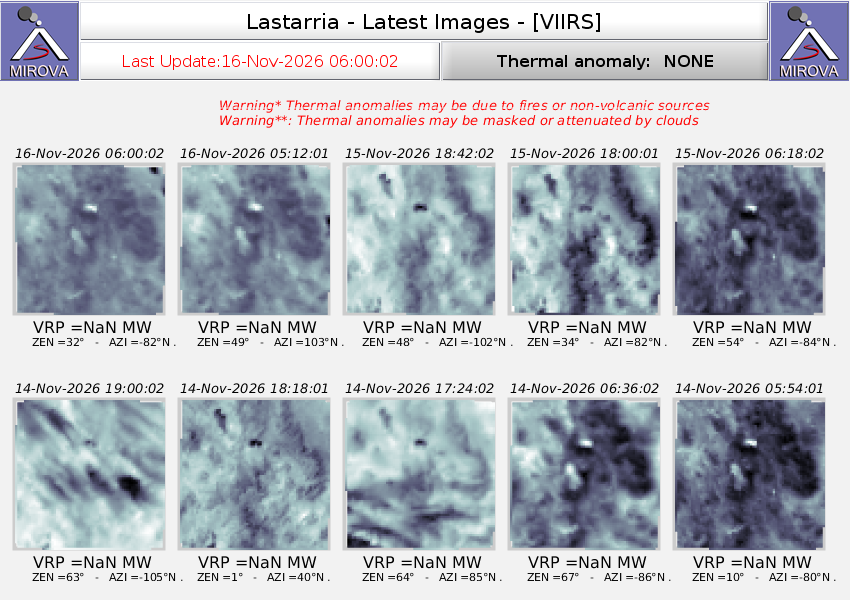 MIROVA
Lastarria - Latest Images - [VIIRS]
MIROVA
Last Update:16-Nov-2026 06:00:02
Thermal anomaly: NONE
Warning* Thermal anomalies may be due to fires or non-volcanic sources
Warning**: Thermal anomalies may be masked or attenuated by clouds
16-Nov-2026 06:00:02
16-Nov-2026 05:12:01
15-Nov-2026 18:42:02
15-Nov-2026 18:00:01
15-Nov-2026 06:18:02
VRP =NaN MW
VRP =NaN MW
VRP =NaN MW
VRP =NaN MW
VRP =NaN MW
ZEN =32° - AZI =-82°N .
ZEN =49° - AZI =103°N .
ZEN =48° - AZI =-102°N .
ZEN =34° - AZI =82°N .
ZEN =54° - AZI =-84°N .
14-Nov-2026 19:00:02
14-Nov-2026 18:18:01
14-Nov-2026 17:24:02
14-Nov-2026 06:36:02
14-Nov-2026 05:54:01
VRP =NaN MW
VRP =NaN MW
VRP =NaN MW
VRP =NaN MW
VRP =NaN MW
ZEN =63° - AZI =-105°N .
ZEN =1° - AZI =40°N .
ZEN =64° - AZI =85°N .
ZEN =67° - AZI =-86°N .
ZEN =10° - AZI =-80°N .